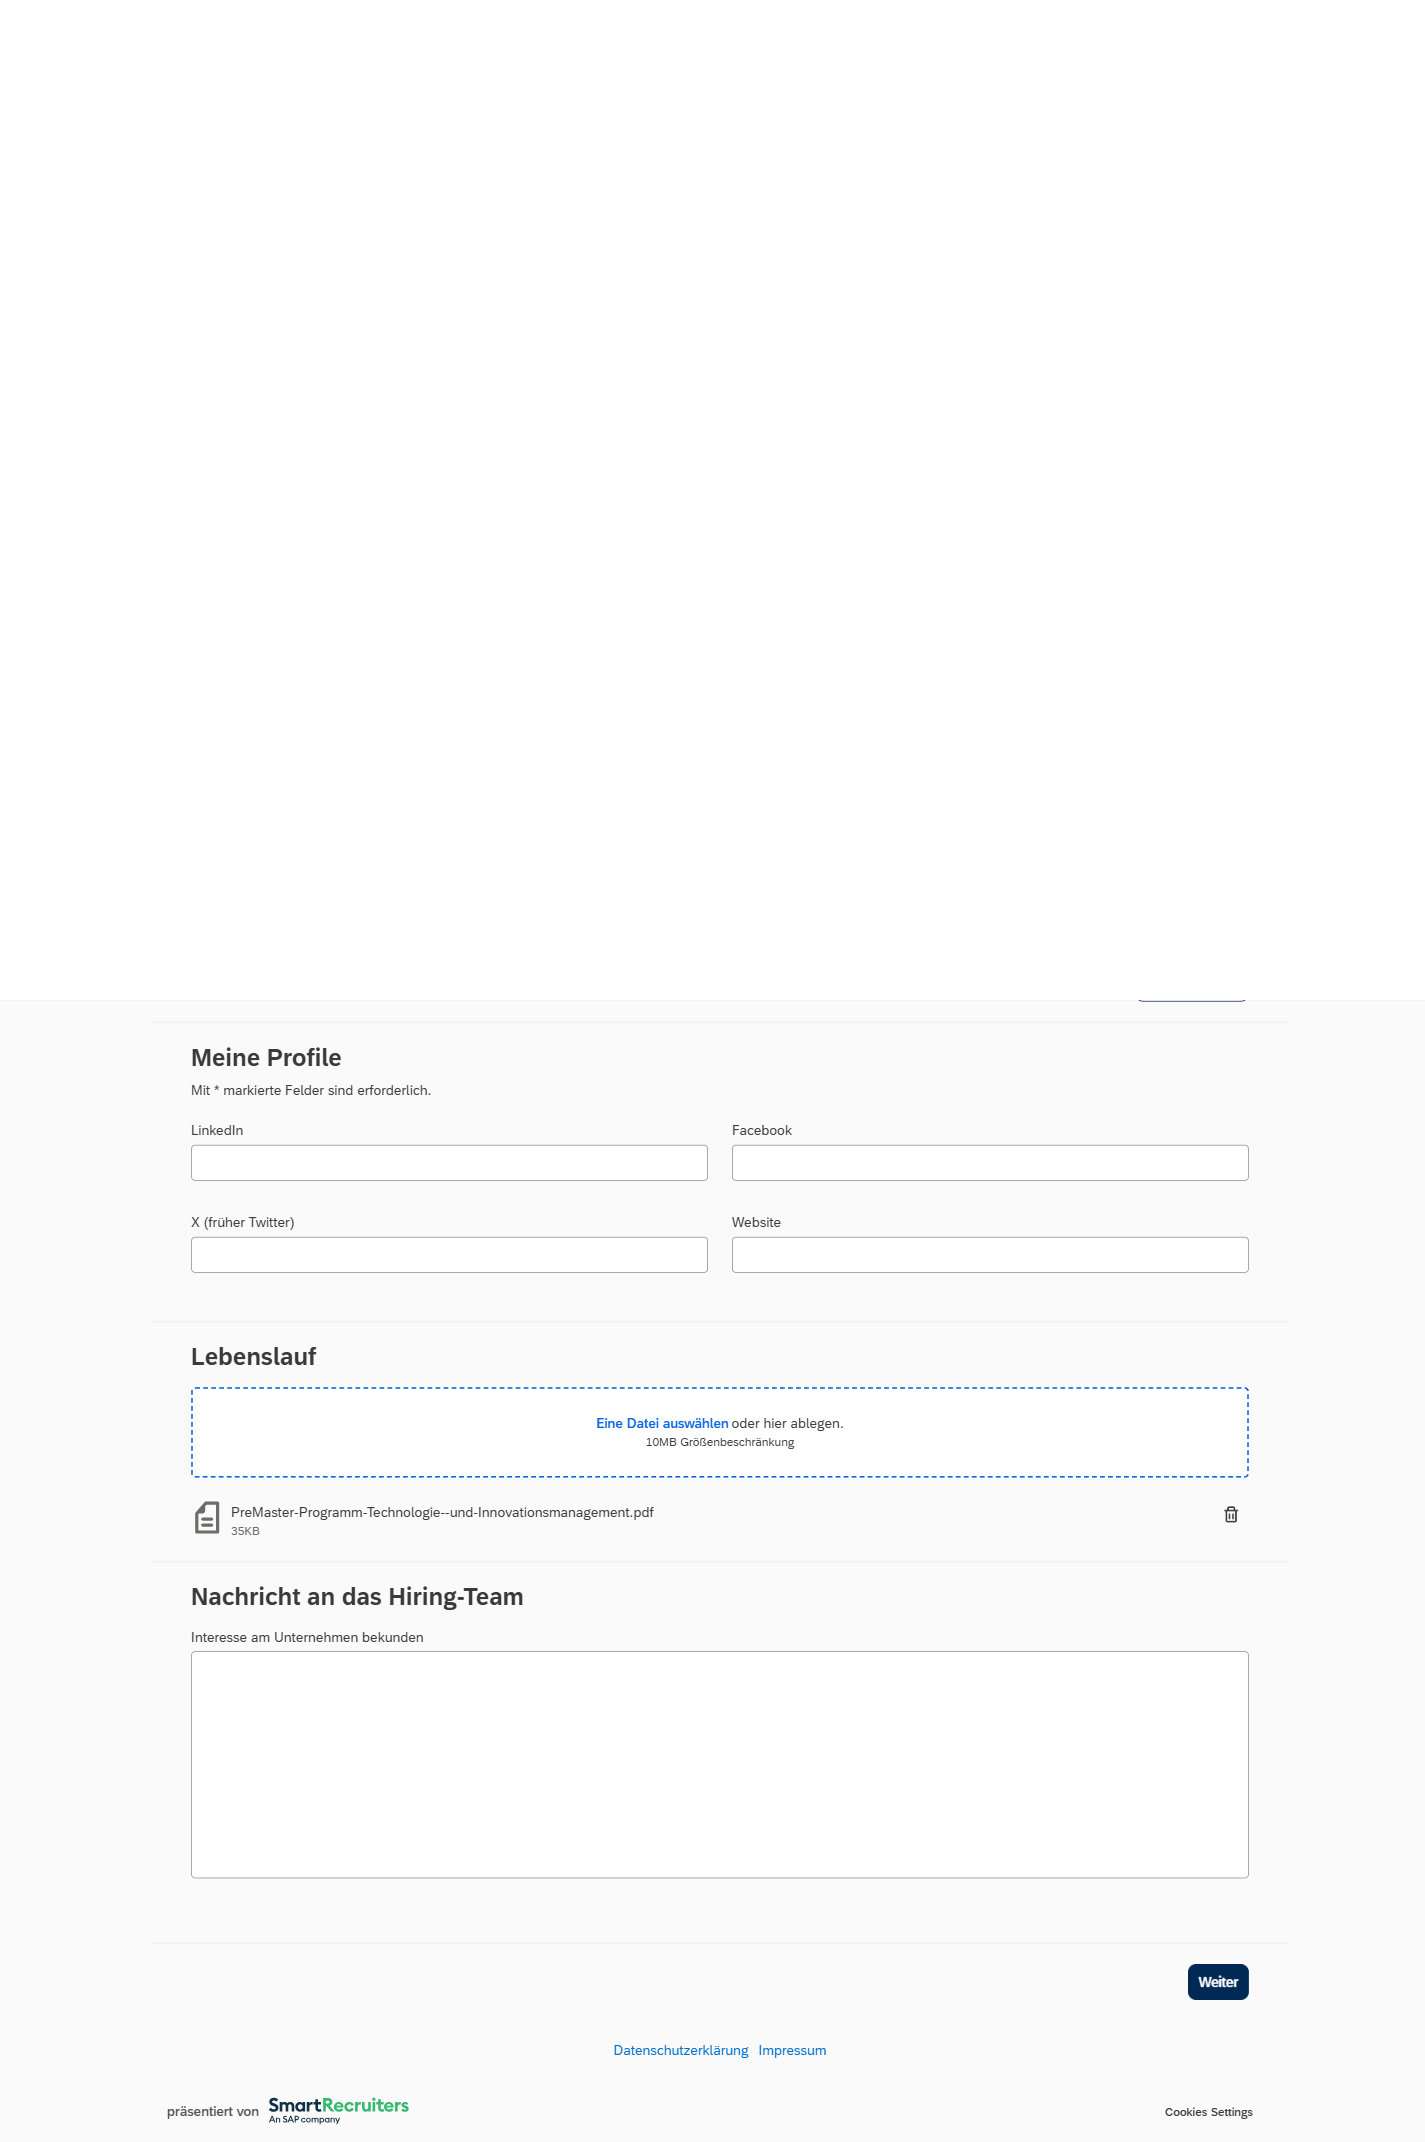 Meine Profile
Mit * markierte Felder sind erforderlich.
LinkedIn
Facebook
X (früher Twitter)
Website
Lebenslauf
Eine Datei auswählen oder hier ablegen.
10MB Größenbeschränkung
PreMaster-Programm-Technologie--und-Innovationsmanagement.pdf
35KB
Nachricht an das Hiring-Team
Interesse am Unternehmen bekunden
Weiter
Datenschutzerklärung Impressum
präsentiert von SmartRecruiters
An SAP company
Cookies Settings